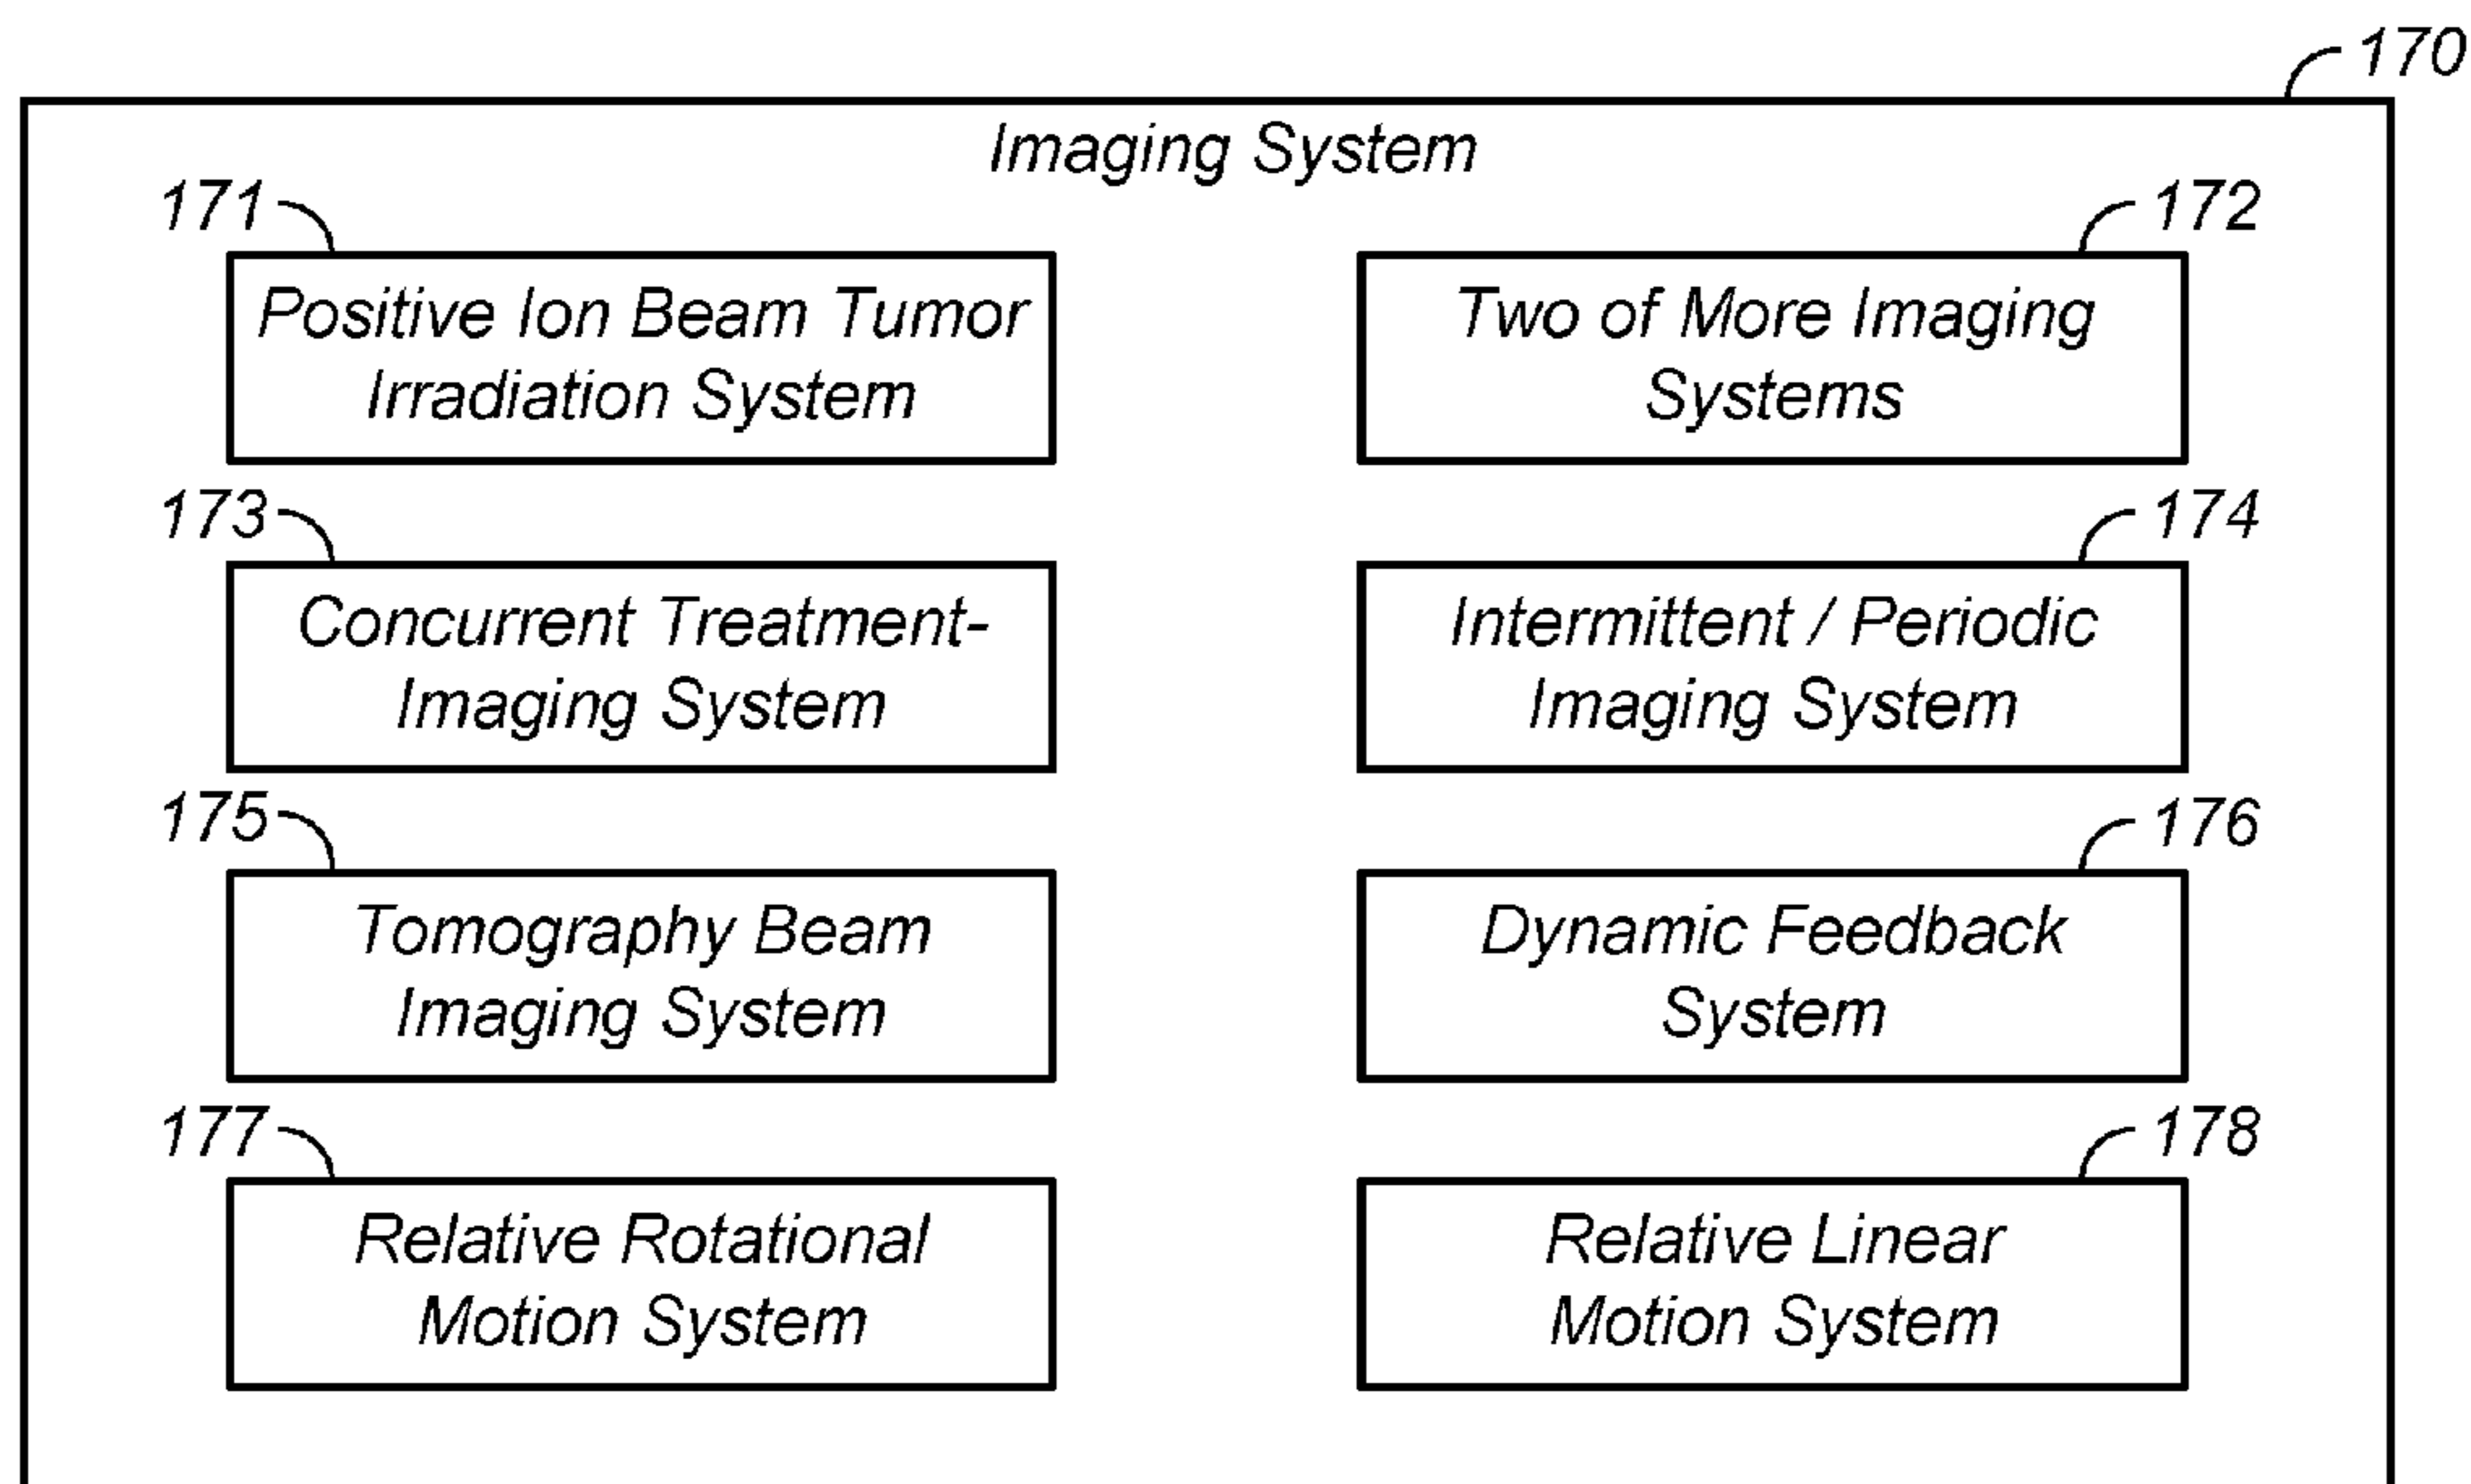 170
Imaging System
171
172
Positive Ion Beam Tumor
Irradiation System
Two of More Imaging
Systems
173
174
Concurrent Treatment-
Imaging System
Intermittent / Periodic
Imaging System
175
176
Tomography Beam
Imaging System
Dynamic Feedback
System
177
178
Relative Rotational
Motion System
Relative Linear
Motion System